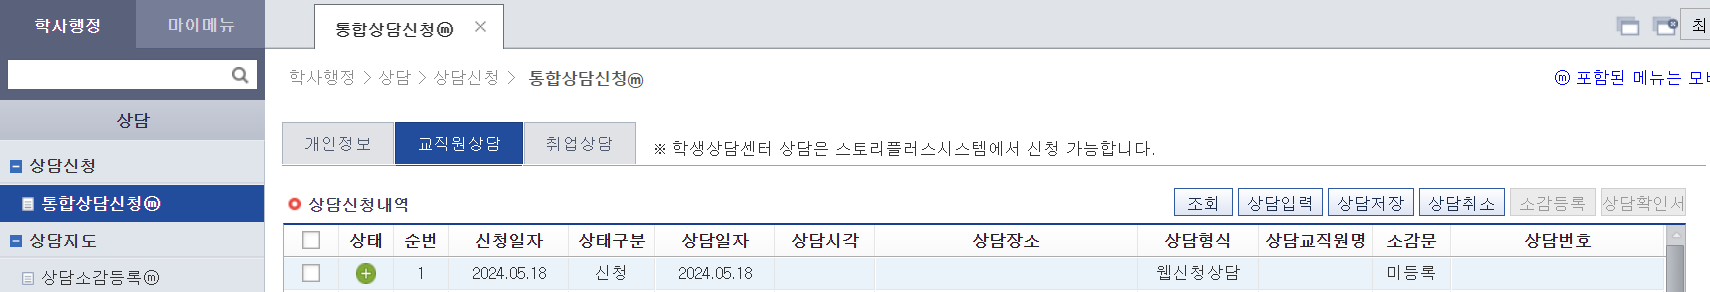 학사행정 마이메뉴 통합상담신청ⓜ 최
학사행정 > 상담 > 상담신청 > 통합상담신청ⓜ ⓜ 포함된 메뉴는 모바
상담
개인정보 교직원상담 취업상담 ※ 학생상담센터 상담은 스토리플러스시스템에서 신청 가능합니다.
상담신청
통합상담신청ⓜ
상담지도
상담소감등록ⓜ
상담신청내역 조회 상담입력 상담저장 상담취소 소감등록 상담확인서
상태 순번 신청일자 상태구분 상담일자 상담시각 상담장소 상담형식 상담교직원명 소감문 상담번호
1 2024.05.18 신청 2024.05.18 웹신청상담 미등록